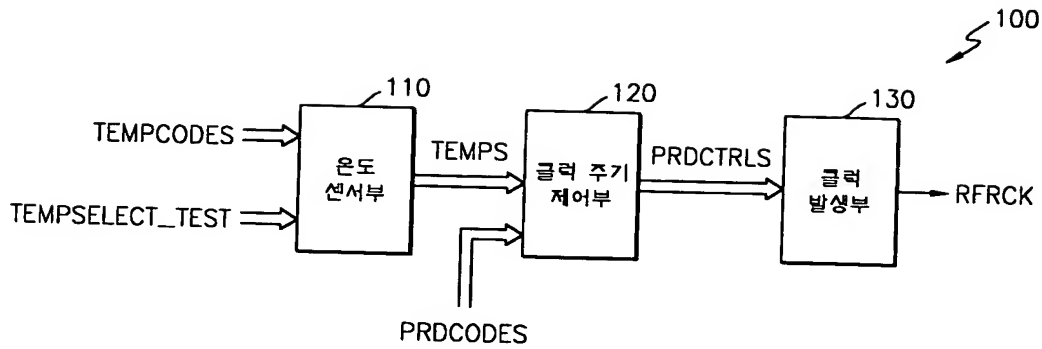 100
110
120
130
TEMPCODES
TEMPSELECT_TEST
온도
센서부
TEMPS
클럭 주기
제어부
PRDCTRLS
클럭
발생부
RFRCK
PRDCODES